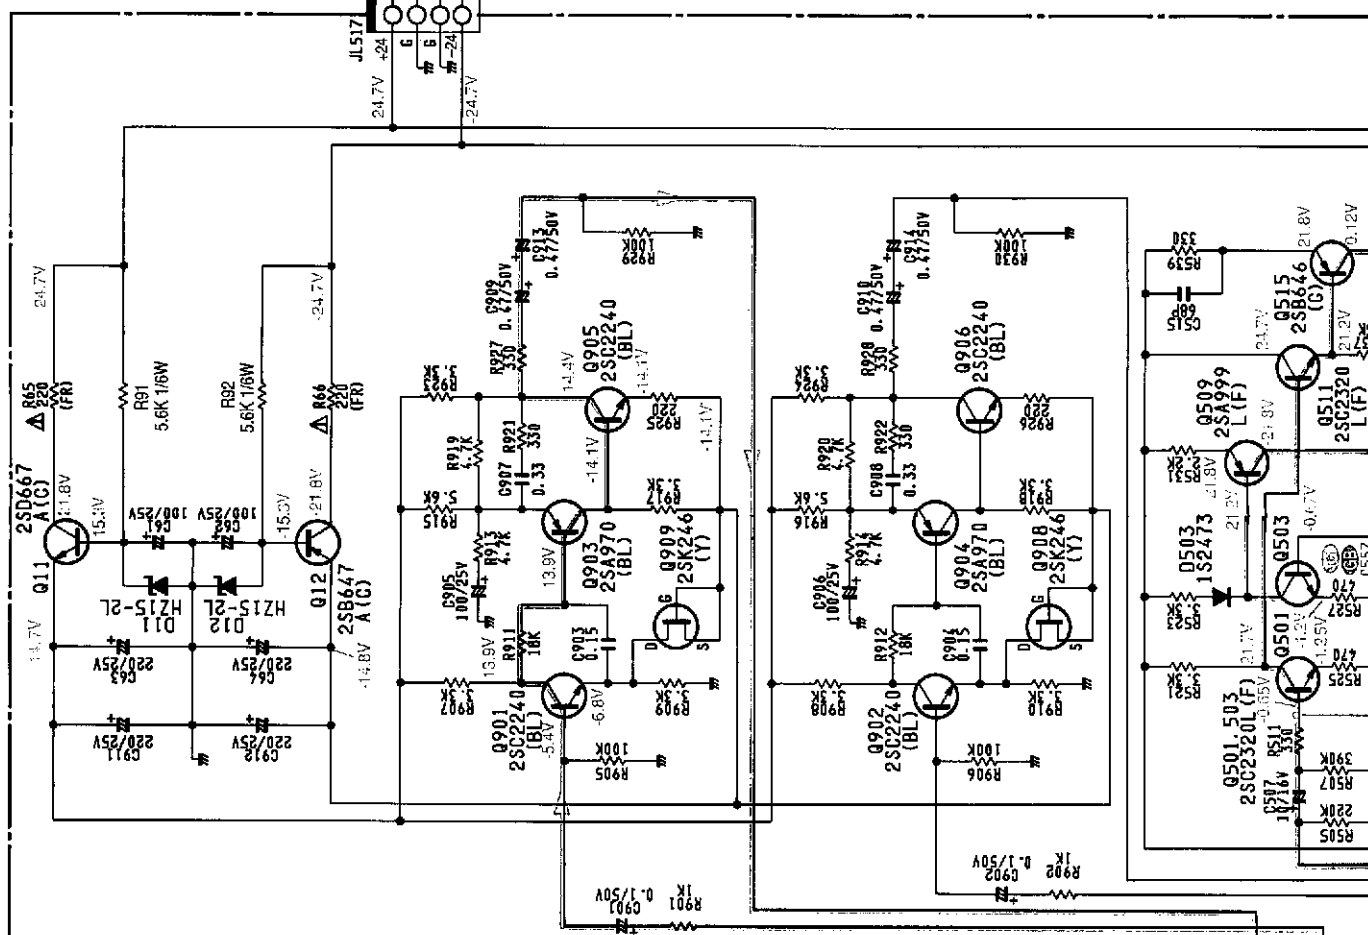 JL517
+24
G
G
-24
24.7V
-24.7V
24.7V
-24.7V
R65
220
(FR)
R91
5.6K 1/6W
R92
5.6K 1/6W
R66
220
(FR)
2SD667
A(C)
Q11
21.8V
15.3V
C61
100/25V
C62
100/25V
-15.3V
-21.8V
Q12
2SB647
A(C)
HZ15-2L
D11
HZ15-2L
D12
14.7V
-14.8V
C63
220/25V
C64
220/25V
C911
220/25V
C912
220/25V
C913
0.47/50V
C909
0.47/50V
R929
100K
R927
330
Q905
2SC2240
(BL)
R923
3.3K
14.4V
-14.1V
R925
220
-14.1V
R919
4.7K
R921
330
C907
0.33
-14.1V
R915
5.6K
R917
3.3K
R913
4.7K
C905
100/25V
13.9V
Q903
2SA970
(BL)
Q909
2SK246
(Y)
G
D
S
13.9V
R911
18K
C903
0.15
R907
3.3K
R909
3.3K
-6.8V
Q901
2SC2240
(BL)
-5.4V
R905
100K
C901
0.1/50V
R901
1K
C914
0.47/50V
C910
0.47/50V
R930
100K
R928
330
Q906
2SC2240
(BL)
R924
3.3K
R926
220
R920
4.7K
R922
330
C908
0.33
R916
5.6K
R918
3.3K
R914
4.7K
C906
100/25V
Q904
2SA970
(BL)
Q908
2SK246
(Y)
G
D
S
R912
18K
C904
0.15
R908
3.3K
R910
3.3K
Q902
2SC2240
(BL)
R906
100K
C902
0.1/50V
R902
1K
R539
330
C515
68P
Q515
2SB646
(C)
21.8V
0.12V
24.7V
21.2V
Q509
2SA999
L(F)
Q511
2SC2320
L(F)
R531
21.8V
21.2V
D503
1S2473
Q503
R523
3.3K
R527
470
Q501
21.7V
R521
3.3K
R525
470
-0.65V
Q501.503
2SC2320L(F)
R511
330
C507
10/16V
R507
390K
R505
220K